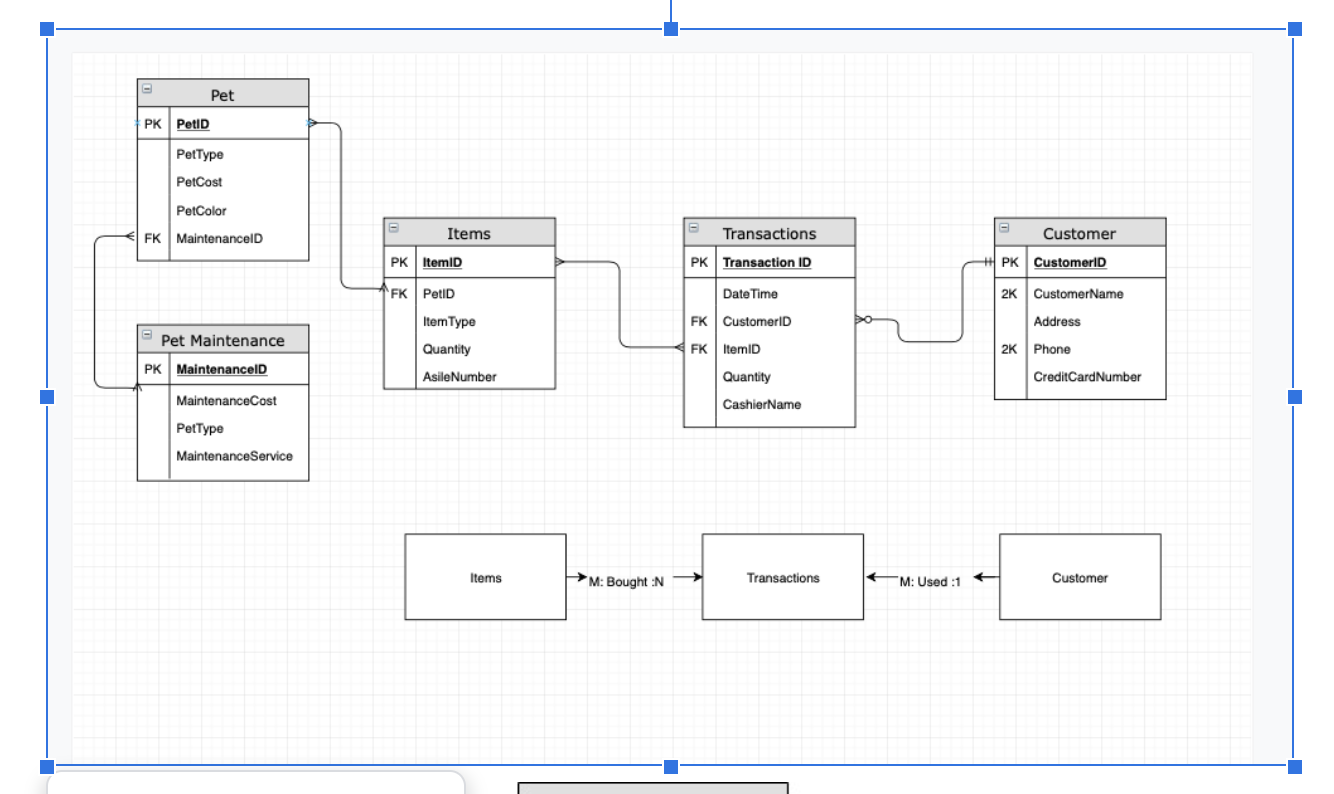 Pet
PK PetID
PetType
PetCost
PetColor
FK MaintenanceID
Pet Maintenance
PK MaintenanceID
MaintenanceCost
PetType
MaintenanceService
Items
PK ItemID
FK PetID
ItemType
Quantity
AsileNumber
Transactions
PK Transaction ID
DateTime
FK CustomerID
FK ItemID
Quantity
CashierName
Customer
PK CustomerID
2K CustomerName
Address
2K Phone
CreditCardNumber
Items
M: Bought :N
Transactions
M: Used :1
Customer